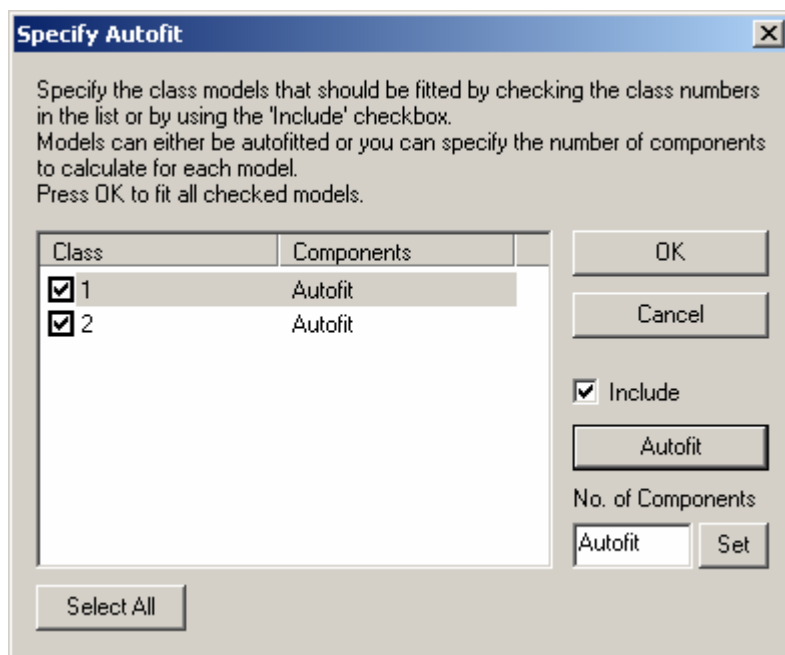 Specify Autofit
Specify the class models that should be fitted by checking the class numbers
in the list or by using the 'Include' checkbox.
Models can either be autofitted or you can specify the number of components
to calculate for each model.
Press OK to fit all checked models.
Class Components
1 Autofit
2 Autofit
OK
Cancel
Include
Autofit
No. of Components
Autofit Set
Select All